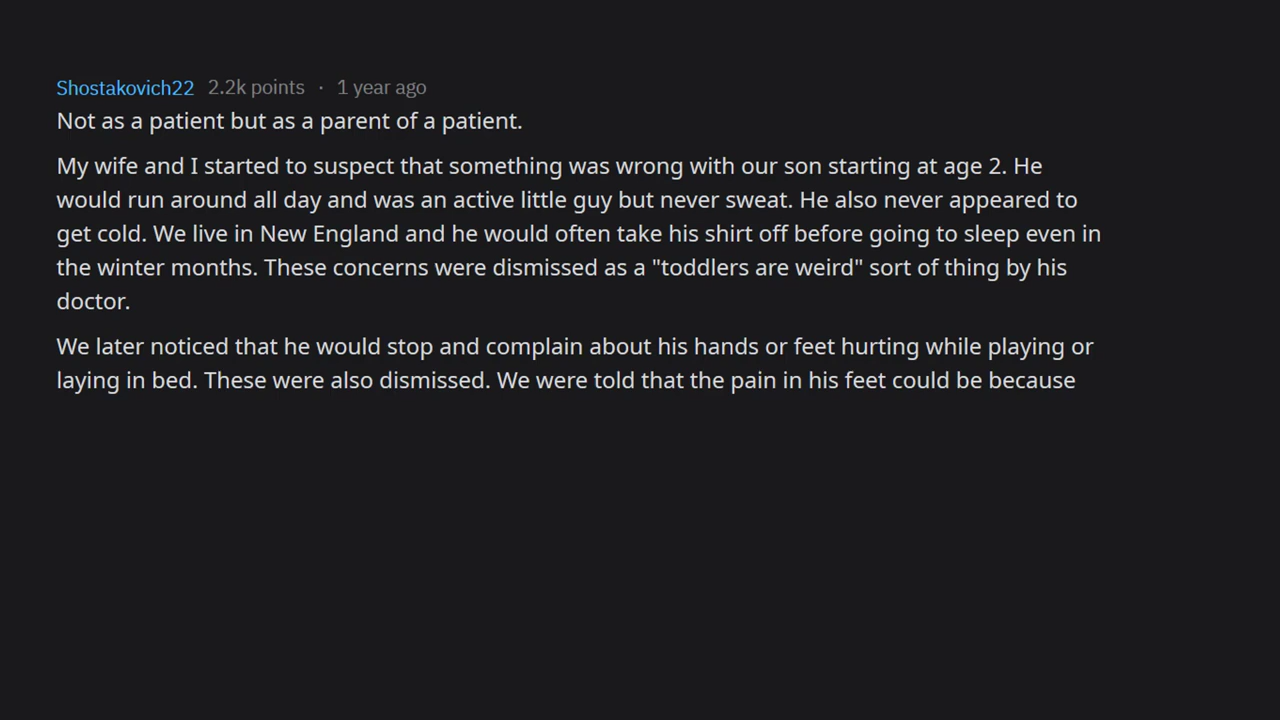 Shostakovich22 2.2k points · 1 year ago
Not as a patient but as a parent of a patient.
My wife and I started to suspect that something was wrong with our son starting at age 2. He
would run around all day and was an active little guy but never sweat. He also never appeared to
get cold. We live in New England and he would often take his shirt off before going to sleep even in
the winter months. These concerns were dismissed as a "toddlers are weird" sort of thing by his
doctor.
We later noticed that he would stop and complain about his hands or feet hurting while playing or
laying in bed. These were also dismissed. We were told that the pain in his feet could be because